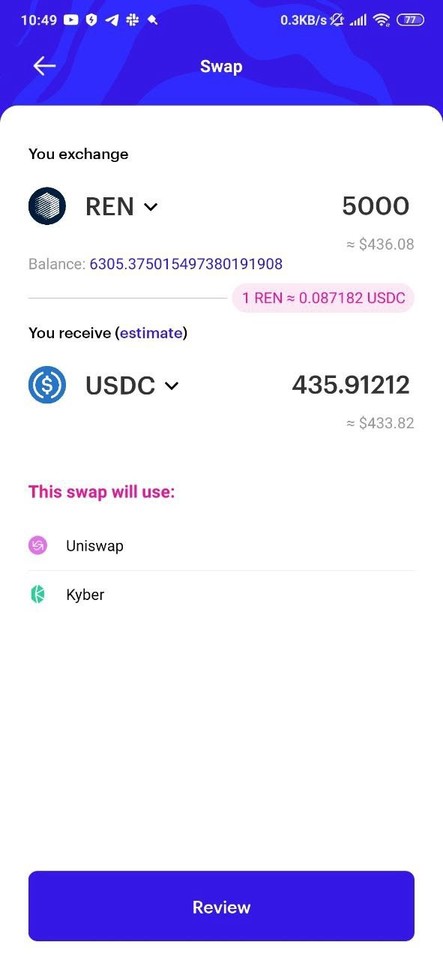 10:49 0.3KB/s 77
Swap
You exchange
REN 5000
≈ $436.08
Balance: 6305.375015497380191908
1 REN ≈ 0.087182 USDC
You receive (estimate)
USDC 435.91212
≈ $433.82
This swap will use:
Uniswap
Kyber
Review